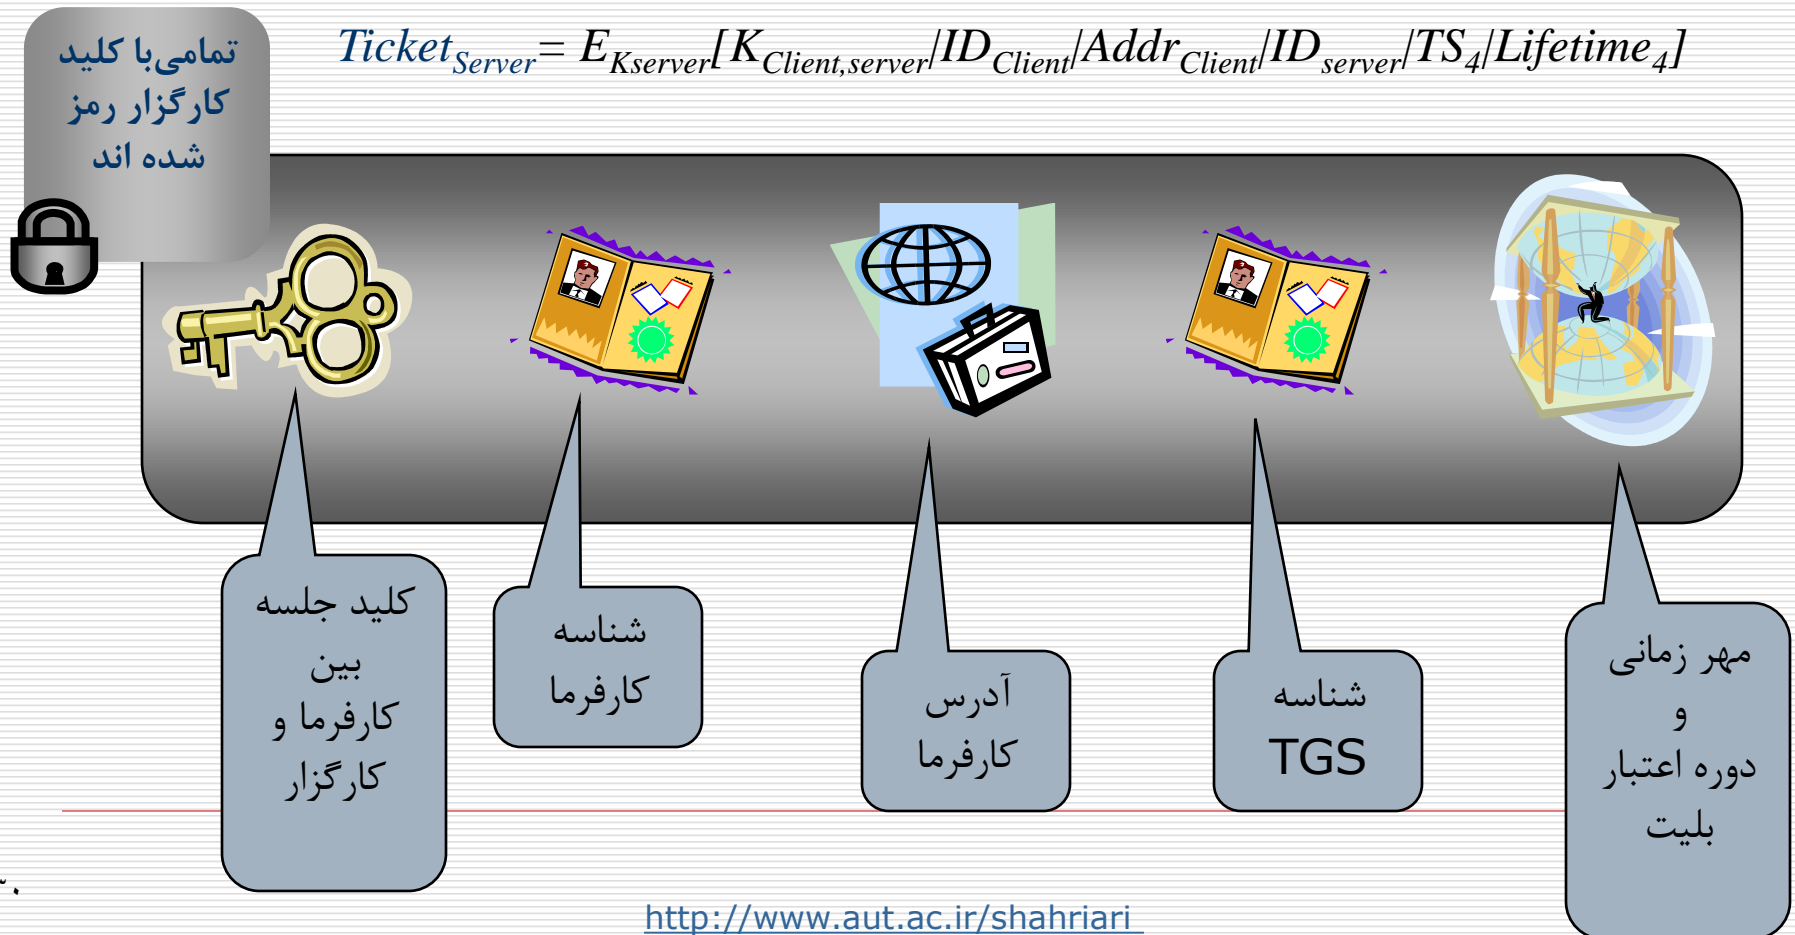 تمامی با کلید
کارگزار رمز
شده اند
Ticket_Server = E_Kserver[K_Client,server|ID_Client|Addr_Client|ID_server|TS_4|Lifetime_4]
کلید جلسه
بین
کارفرما و
کارگزار
شناسه
کارفرما
آدرس
کارفرما
شناسه
TGS
مهر زمانی
و
دوره اعتبار
بلیت
http://www.aut.ac.ir/shahriari